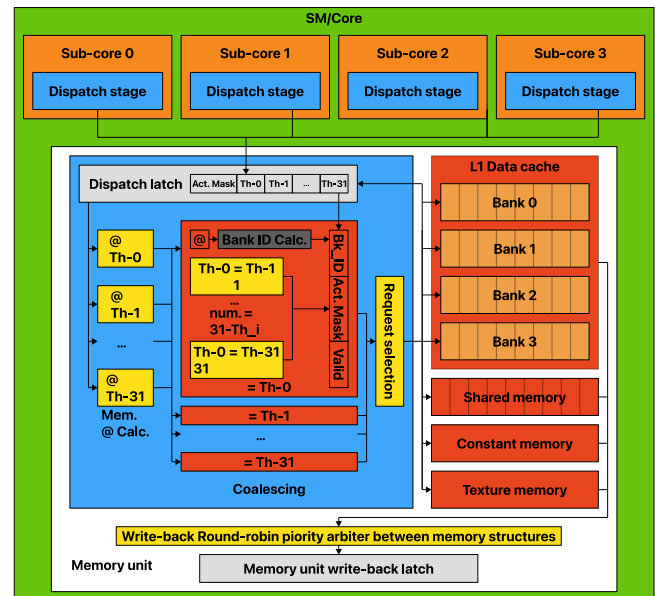 SM/Core
Sub-core 0
Sub-core 1
Sub-core 2
Sub-core 3
Dispatch stage
Dispatch stage
Dispatch stage
Dispatch stage
Dispatch latch
Act. Mask
Th-0
Th-1
...
Th-31
L1 Data cache
Bank 0
Bank 1
Bank 2
Bank 3
@
Th-0
@
Th-1
...
@
Th-31
Mem.
@ Calc.
@
Bank ID Calc.
Th-0 = Th-1
1
...
num. =
31-Th_i
Th-0 = Th-31
31
= Th-0
Bk_ID
Act. Mask
Valid
Request selection
= Th-1
...
= Th-31
Coalescing
Shared memory
Constant memory
Texture memory
Write-back Round-robin piority arbiter between memory structures
Memory unit
Memory unit write-back latch